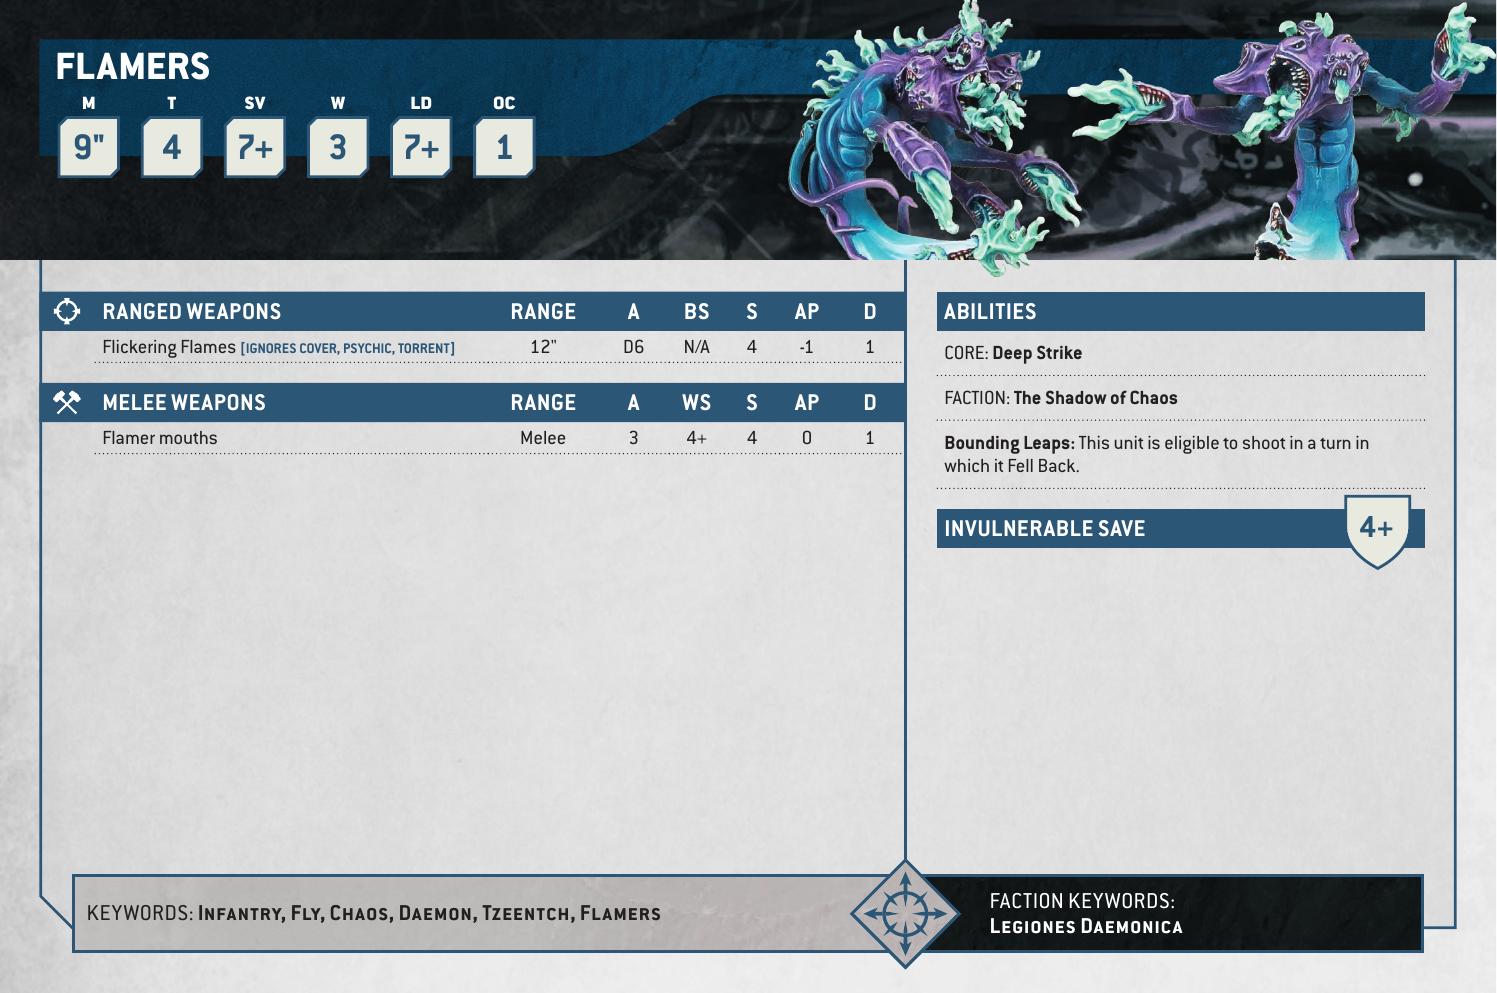 FLAMERS
M T SV W LD OC
9" 4 7+ 3 7+ 1
RANGED WEAPONS RANGE A BS S AP D
Flickering Flames [IGNORES COVER, PSYCHIC, TORRENT] 12" D6 N/A 4 -1 1
MELEE WEAPONS RANGE A WS S AP D
Flamer mouths Melee 3 4+ 4 0 1
ABILITIES
CORE: Deep Strike
FACTION: The Shadow of Chaos
Bounding Leaps: This unit is eligible to shoot in a turn in
which it Fell Back.
INVULNERABLE SAVE 4+
KEYWORDS: INFANTRY, FLY, CHAOS, DAEMON, TZEENTCH, FLAMERS
FACTION KEYWORDS:
LEGIONES DAEMONICA